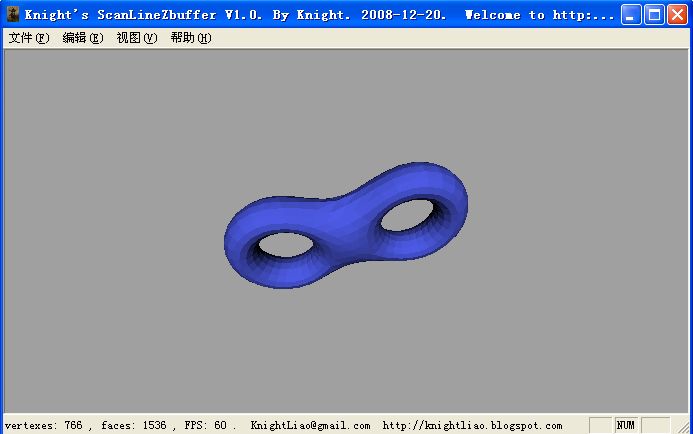 Knight's ScanLineZbuffer V1.0. By Knight. 2008-12-20.  Welcome to http:...
文件(F) 编辑(E) 视图(V) 帮助(H)
vertexes: 766 , faces: 1536 , FPS: 60 .  KnightLiao@gmail.com  http://knightliao.blogspot.com NUM